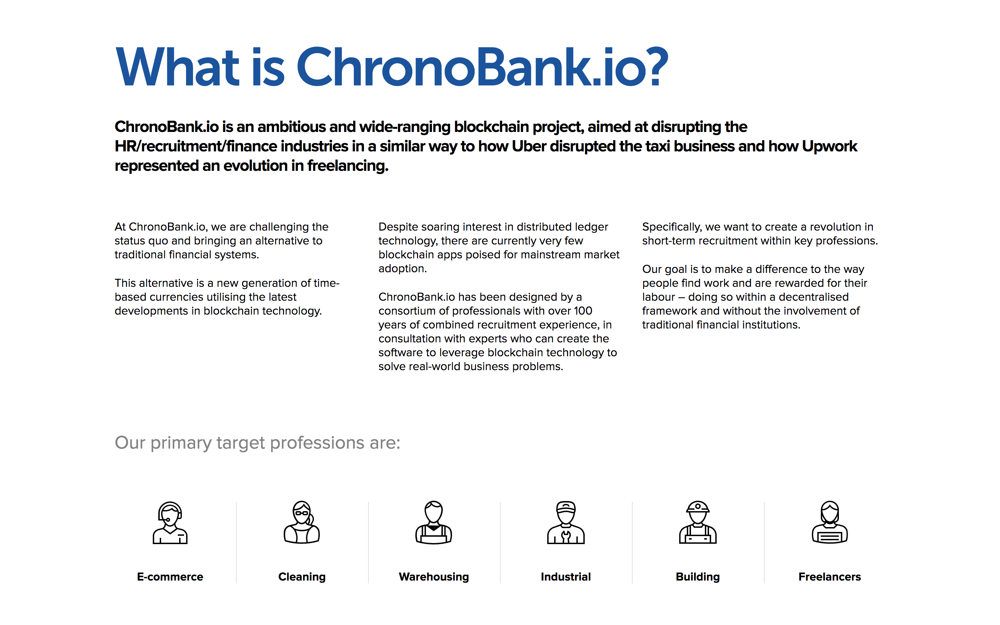 What is ChronoBank.io?
ChronoBank.io is an ambitious and wide-ranging blockchain project, aimed at disrupting the
HR/recruitment/finance industries in a similar way to how Uber disrupted the taxi business and how Upwork
represented an evolution in freelancing.
At ChronoBank.io, we are challenging the
status quo and bringing an alternative to
traditional financial systems.
This alternative is a new generation of time-
based currencies utilising the latest
developments in blockchain technology.
Despite soaring interest in distributed ledger
technology, there are currently very few
blockchain apps poised for mainstream market
adoption.
ChronoBank.io has been designed by a
consortium of professionals with over 100
years of combined recruitment experience, in
consultation with experts who can create the
software to leverage blockchain technology to
solve real-world business problems.
Specifically, we want to create a revolution in
short-term recruitment within key professions.
Our goal is to make a difference to the way
people find work and are rewarded for their
labour – doing so within a decentralised
framework and without the involvement of
traditional financial institutions.
Our primary target professions are:
E-commerce
Cleaning
Warehousing
Industrial
Building
Freelancers